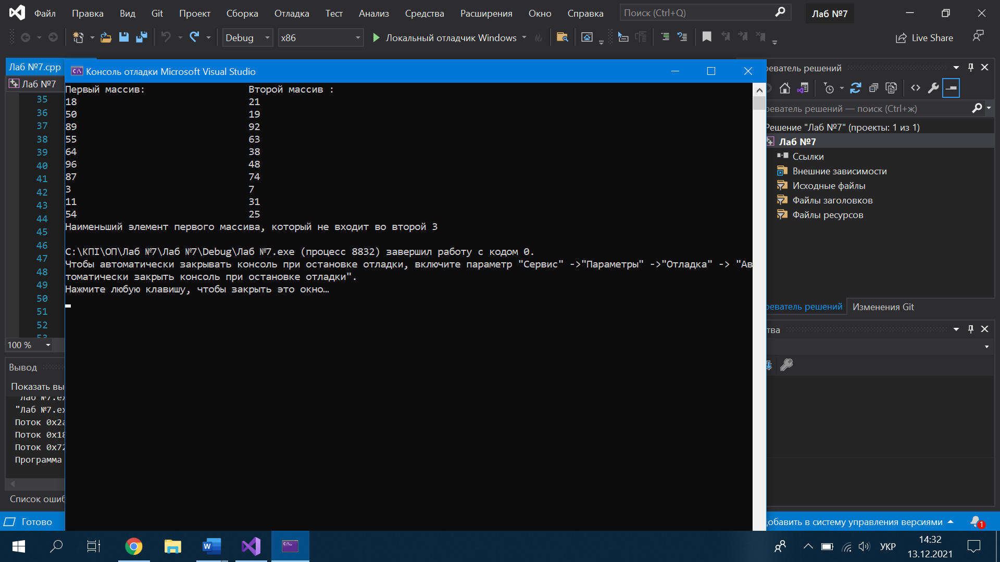 Файл Правка Вид Git Проект Сборка Отладка Тест Анализ Средства Расширения Окно Справка Поиск (Ctrl+Q) Лаб №7
Debug x86 Локальный отладчик Windows Live Share
Лаб №7.cpp
Лаб №7
35
36
37
38
39
40
41
42
43
44
45
46
47
48
49
50
51
52
53
100 %
Вывод
Показать вы
"Лаб №7.ex
"Лаб №7.ex
Поток 0x2a
Поток 0x18
Поток 0x72
Программа
Список ошиб
Готово
Консоль отладки Microsoft Visual Studio
Первый массив: Второй массив :
18 21
50 19
89 92
55 63
64 38
96 48
87 74
3 7
11 31
54 25
Наименьший элемент первого массива, который не входит во второй 3
C:\КПІ\ОП\Лаб №7\Лаб №7\Debug\Лаб №7.exe (процесс 8832) завершил работу с кодом 0.
Чтобы автоматически закрывать консоль при остановке отладки, включите параметр "Сервис" ->"Параметры" ->"Отладка" -> "Ав
томатически закрыть консоль при остановке отладки".
Нажмите любую клавишу, чтобы закрыть это окно…
реватель решений
реватель решений — поиск (Ctrl+ж)
Решение "Лаб №7" (проекты: 1 из 1)
Лаб №7
Ссылки
Внешние зависимости
Исходные файлы
Файлы заголовков
Файлы ресурсов
реватель решений Изменения Git
тва
обавить в систему управления версиями 1
УКР 14:32
13.12.2021